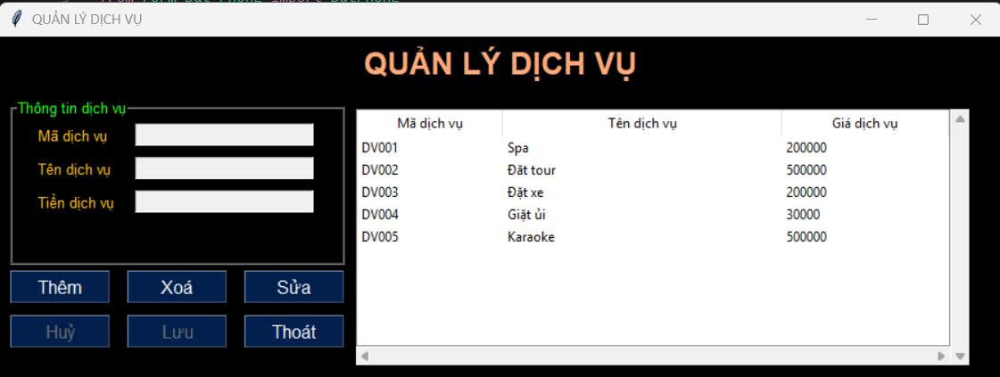 QUẢN LÝ DỊCH VỤ
QUẢN LÝ DỊCH VỤ
Thông tin dịch vụ
Mã dịch vụ
Tên dịch vụ
Tiền dịch vụ
Thêm Xoá Sửa
Huỷ Lưu Thoát
Mã dịch vụ Tên dịch vụ Giá dịch vụ
DV001 Spa 200000
DV002 Đăt tour 500000
DV003 Đặt xe 200000
DV004 Giặt ủi 30000
DV005 Karaoke 500000